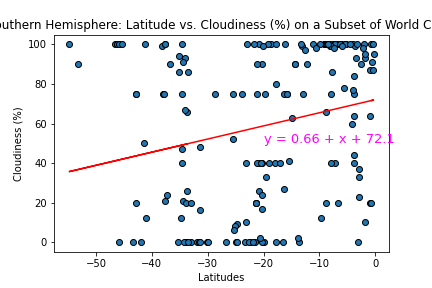 outhern Hemisphere: Latitude vs. Cloudiness (%) on a Subset of World C
100
80
60
40
20
0
Cloudiness (%)
y = 0.66 + x + 72.1
−50 −40 −30 −20 −10 0
Latitudes